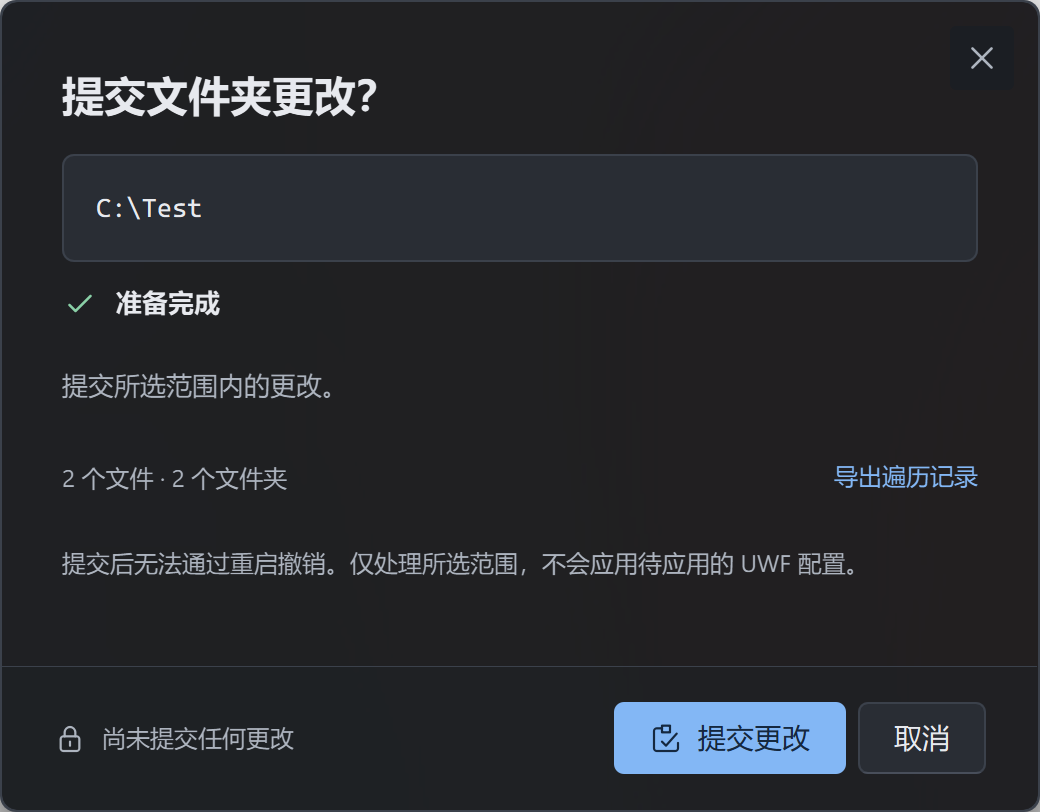 提交文件夹更改?
C:\Test
准备完成
提交所选范围内的更改。
2 个文件 · 2 个文件夹
导出遍历记录
提交后无法通过重启撤销。仅处理所选范围，不会应用待应用的 UWF 配置。
尚未提交任何更改
提交更改
取消